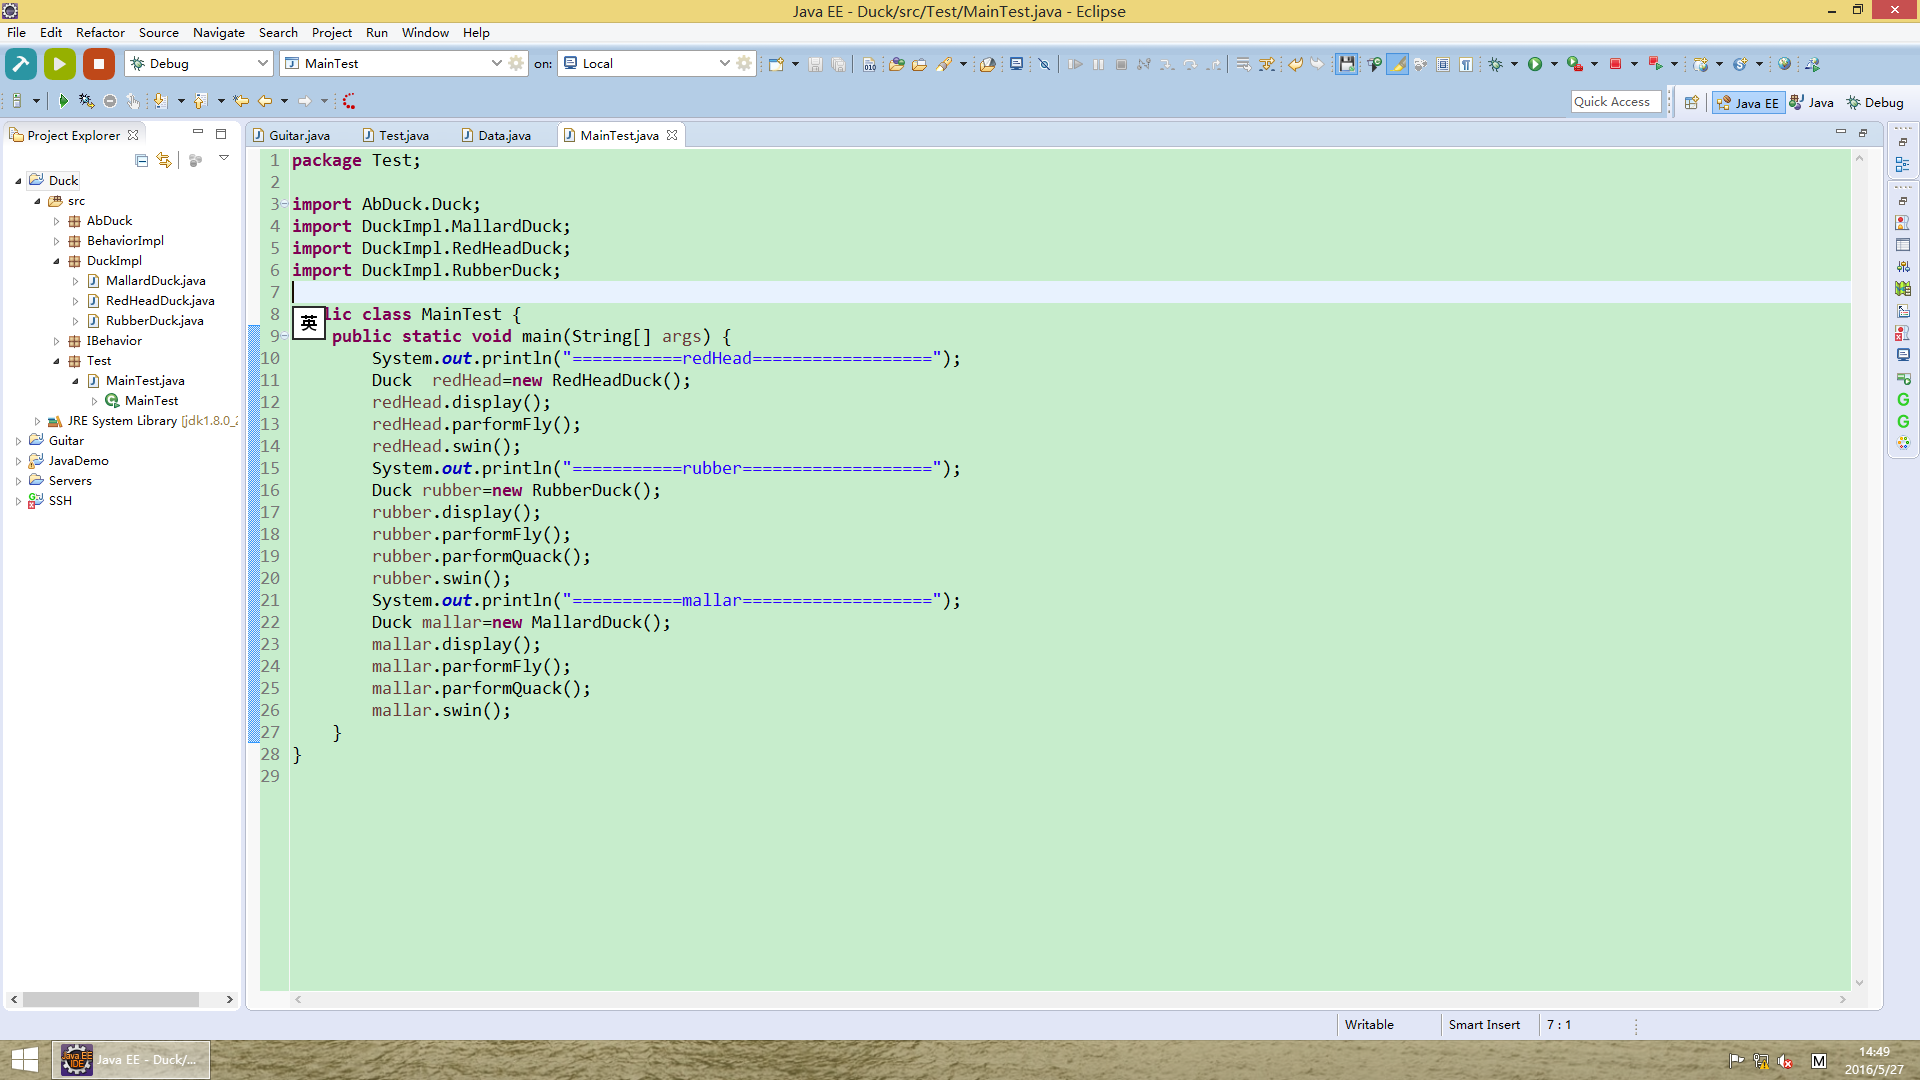 Java EE - Duck/src/Test/MainTest.java - Eclipse
File Edit Refactor Source Navigate Search Project Run Window Help
Debug MainTest on: Local
Quick Access Java EE Java Debug
Project Explorer
Guitar.java Test.java Data.java MainTest.java
Duck
src
AbDuck
BehaviorImpl
DuckImpl
MallardDuck.java
RedHeadDuck.java
RubberDuck.java
IBehavior
Test
MainTest.java
MainTest
JRE System Library [jdk1.8.0_2
Guitar
JavaDemo
Servers
SSH
1 package Test;
2
3 import AbDuck.Duck;
4 import DuckImpl.MallardDuck;
5 import DuckImpl.RedHeadDuck;
6 import DuckImpl.RubberDuck;
7
8 lic class MainTest {
英
9 public static void main(String[] args) {
10 System.out.println("===========redHead==================");
11 Duck  redHead=new RedHeadDuck();
12 redHead.display();
13 redHead.parformFly();
14 redHead.swin();
15 System.out.println("===========rubber===================");
16 Duck rubber=new RubberDuck();
17 rubber.display();
18 rubber.parformFly();
19 rubber.parformQuack();
20 rubber.swin();
21 System.out.println("===========mallar===================");
22 Duck mallar=new MallardDuck();
23 mallar.display();
24 mallar.parformFly();
25 mallar.parformQuack();
26 mallar.swin();
27 }
28 }
29
Writable Smart Insert 7 : 1
Java EE - Duck/...
M
14:49
2016/5/27